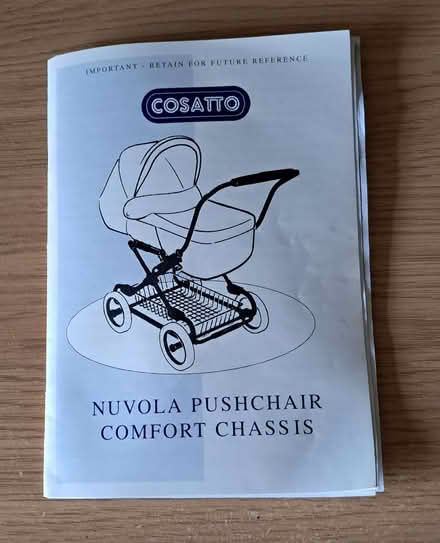 IMPORTANT - RETAIN FOR FUTURE REFERENCE
COSATTO
NUVOLA PUSHCHAIR
COMFORT CHASSIS